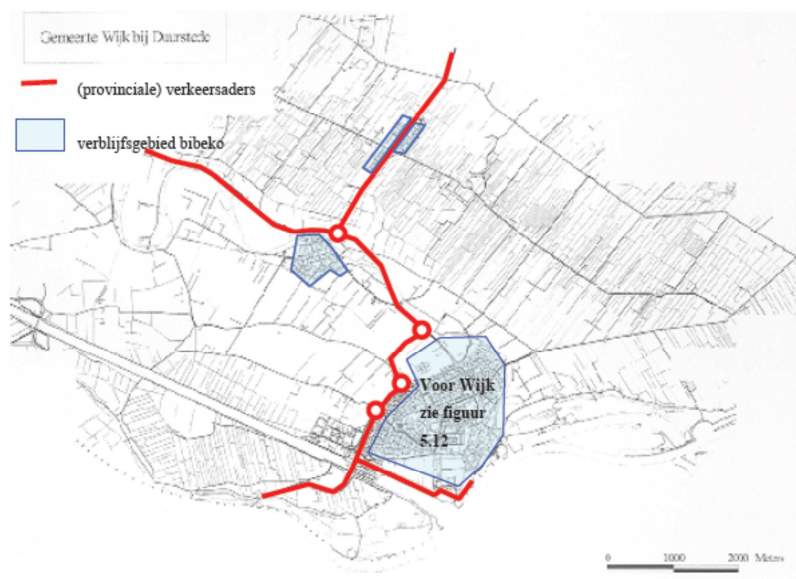 Gemeente Wijk bij Duurstede
(provinciale) verkeersaders
verblijfsgebied bibeko
Voor Wijk
zie figuur
5.12
0 1000 2000 Meters